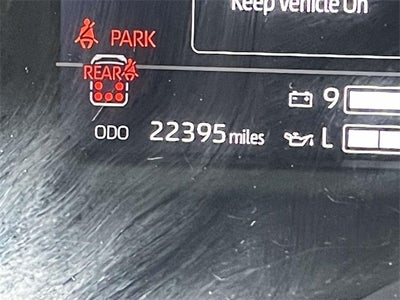 Keep Vehicle On
PARK
REAR
9
ODO 22395 miles
L